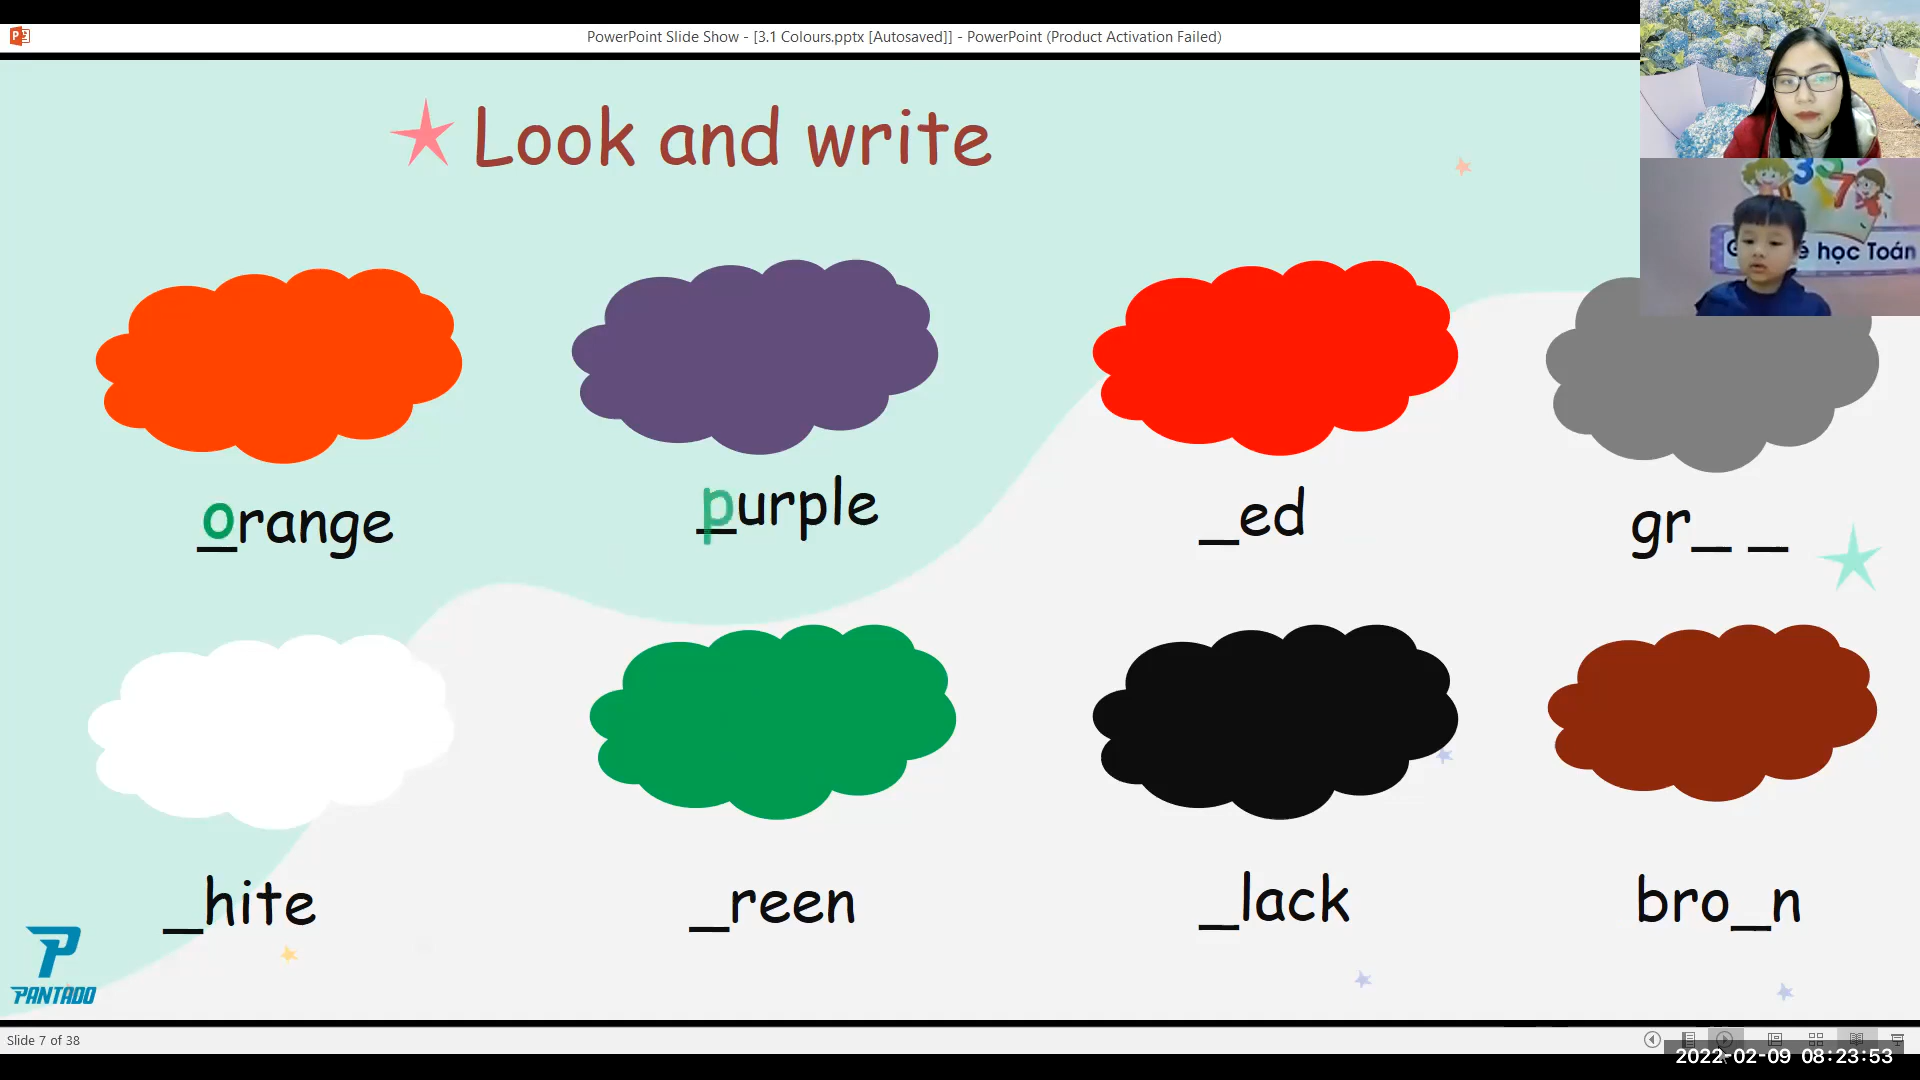 PowerPoint Slide Show - [3.1 Colours.pptx [Autosaved]] - PowerPoint (Product Activation Failed)
Look and write
học Toán
orange
purple
_ed
gr_ _
_hite
_reen
_lack
bro_n
PANTADO
Slide 7 of 38
2022-02-09 08:23:53